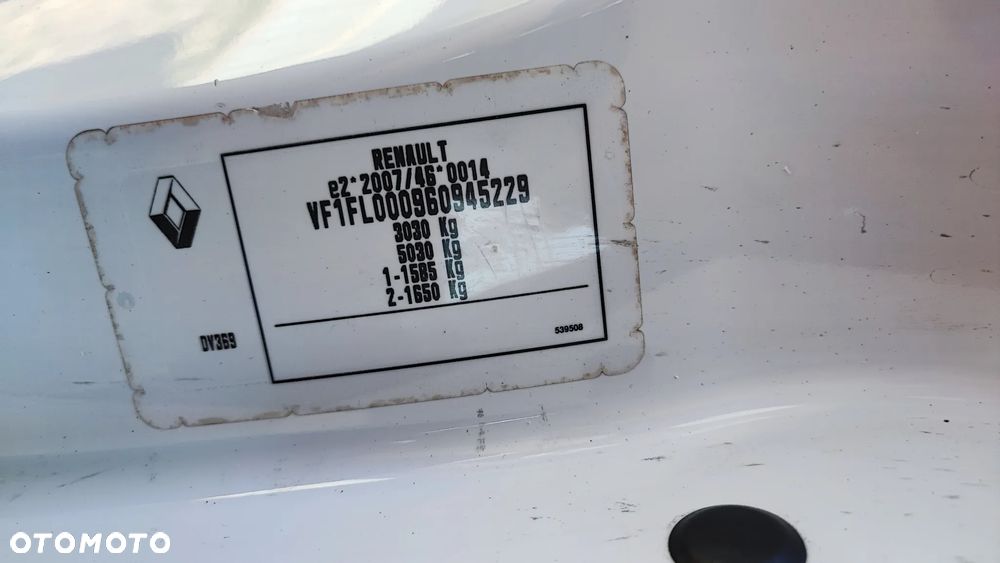 RENAULT
e2*2007/46*0014
VF1FL000960945229
3030 Kg
5030 Kg
1-1585 Kg
2-1650 Kg
DV369
539508
OTOMOTO